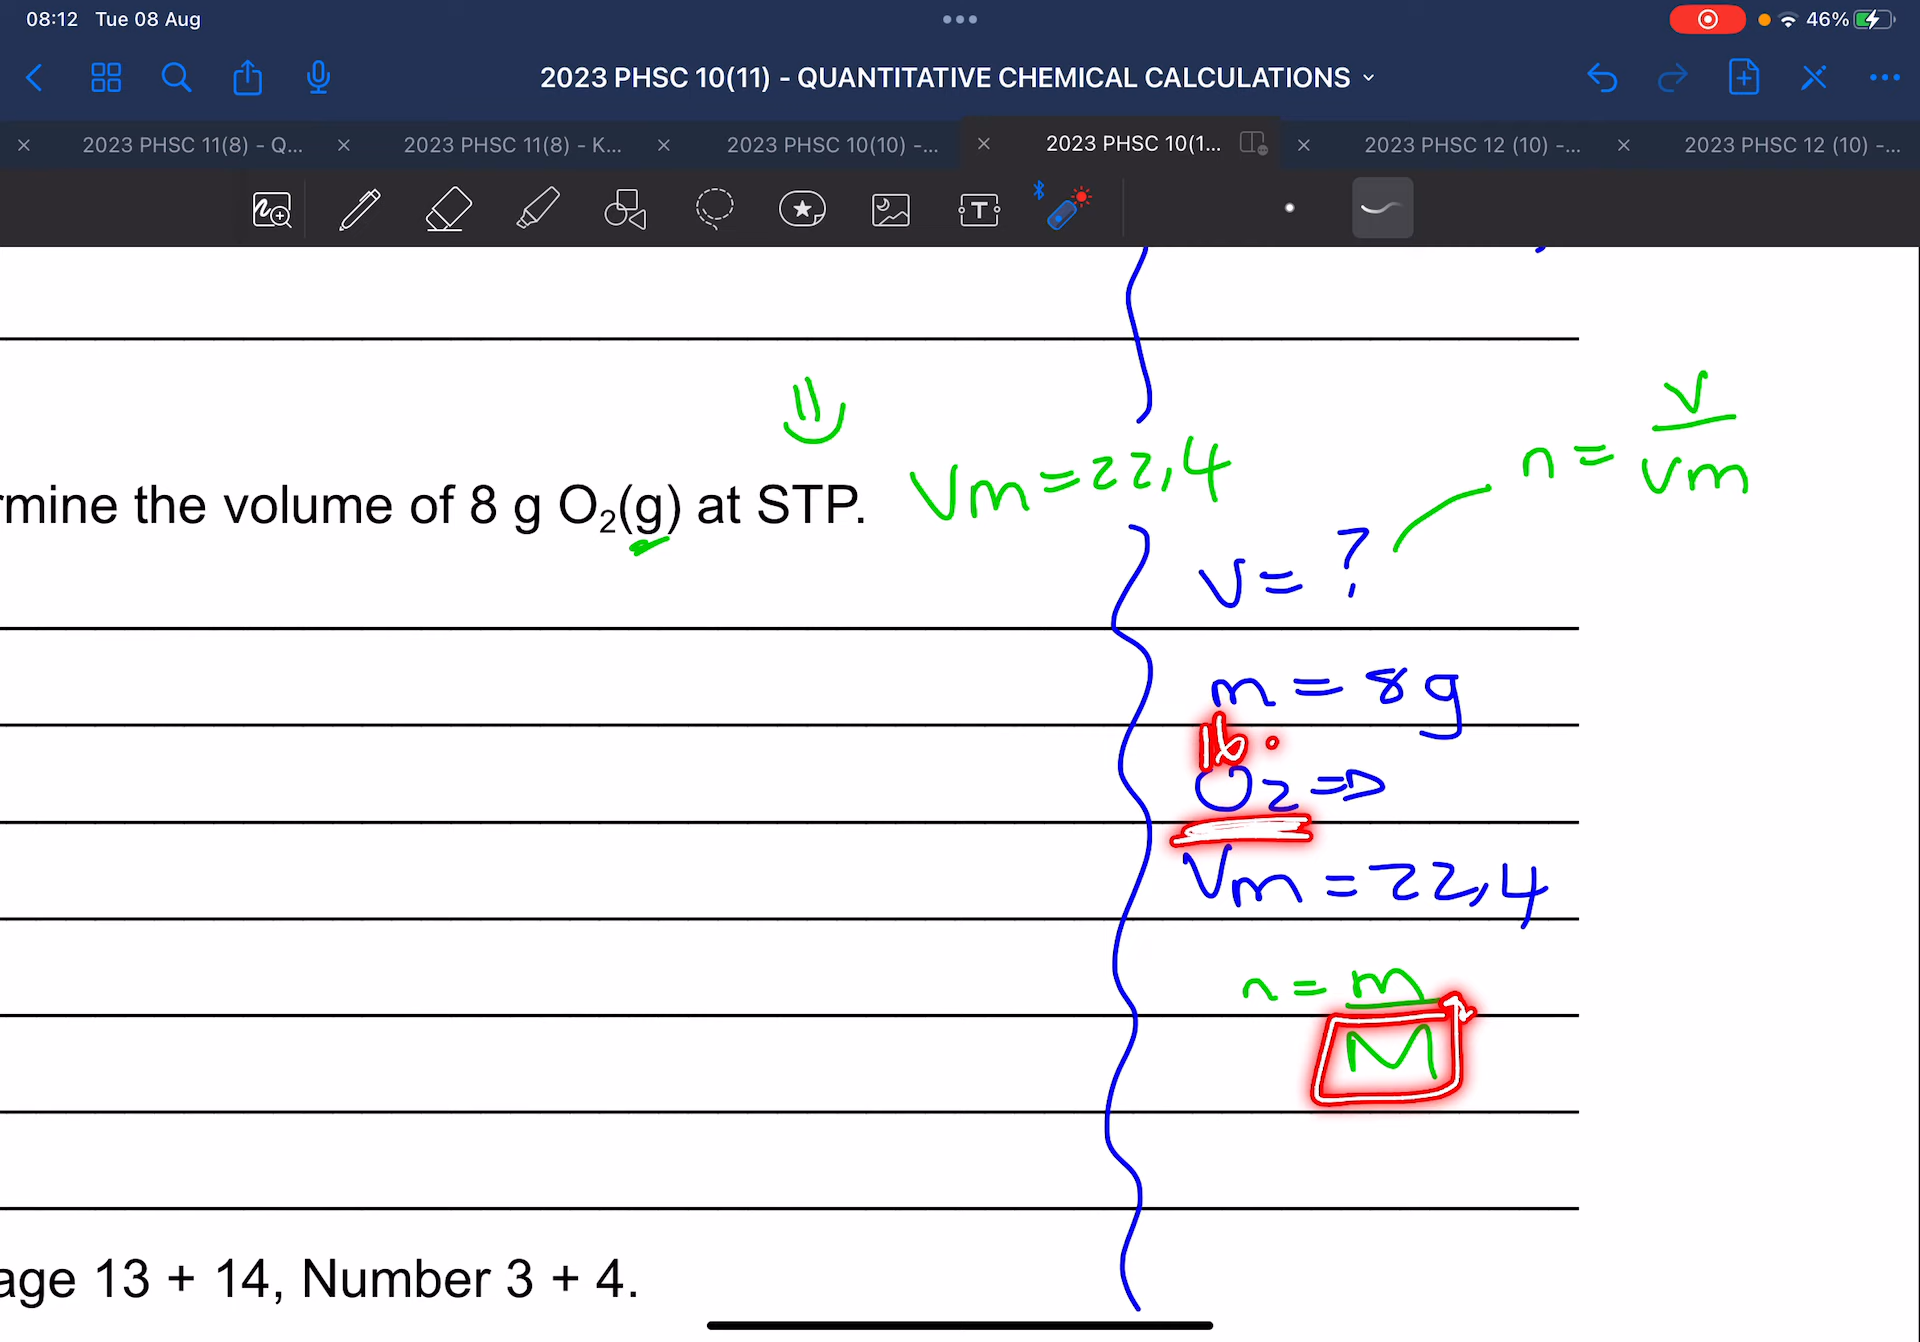 08:12 Tue 08 Aug
46%
2023 PHSC 10(11) - QUANTITATIVE CHEMICAL CALCULATIONS
2023 PHSC 11(8) - Q...
2023 PHSC 11(8) - K...
2023 PHSC 10(10) -...
2023 PHSC 10(1...
2023 PHSC 12 (10) -...
2023 PHSC 12 (10) -...
T
rmine the volume of 8 g O₂(g) at STP.
Vm = 22,4
n = V/Vm
V = ?
m = 8g
16 •
O2 ⇒
Vm = 22,4
n = m/M
age 13 + 14, Number 3 + 4.